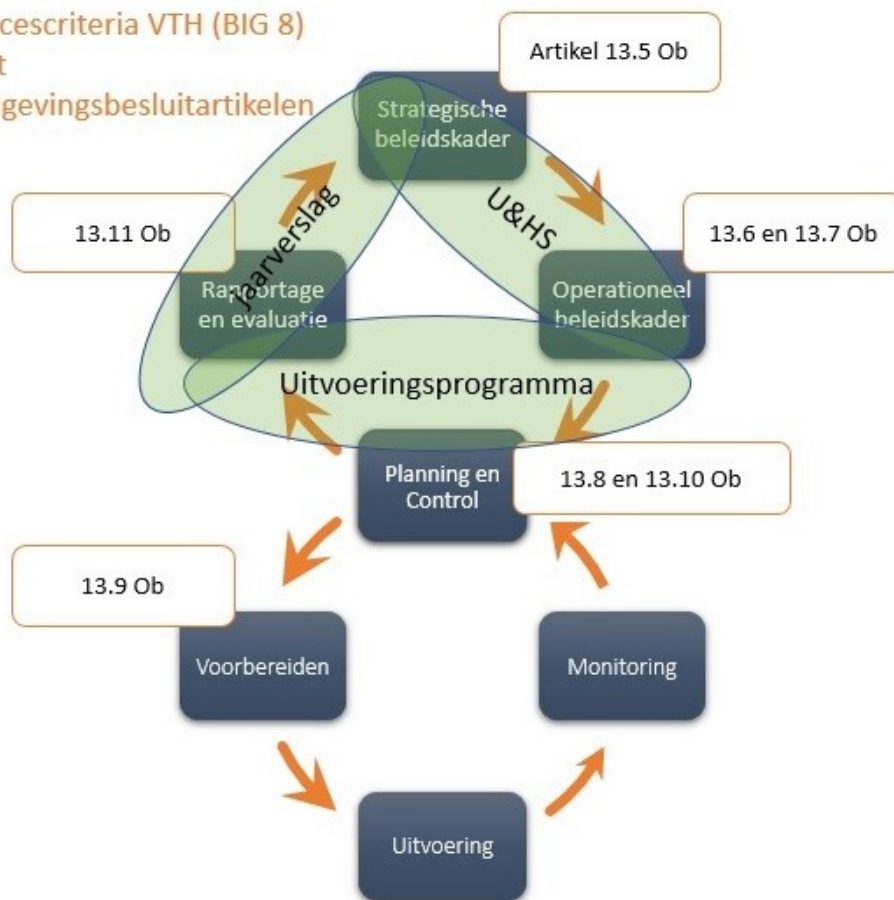 cescriteria VTH (BIG 8)
t
gevingsbesluitartikelen
Artikel 13.5 Ob
Strategische
beleidskader
jaarverslag
U&HS
13.11 Ob
13.6 en 13.7 Ob
Rapportage
en evaluatie
Operationeel
beleidskader
Uitvoeringsprogramma
Planning en
Control
13.8 en 13.10 Ob
13.9 Ob
Voorbereiden
Monitoring
Uitvoering